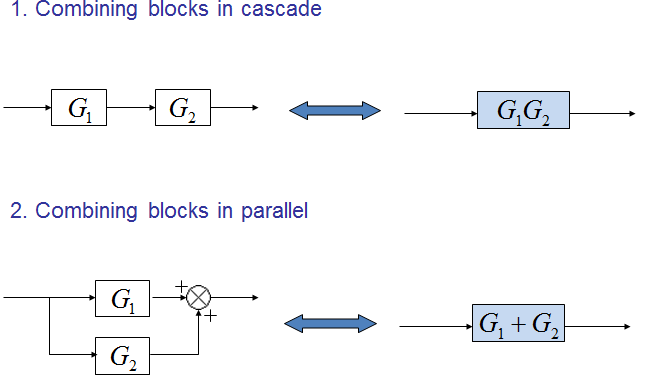 1. Combining blocks in cascade
G₁ G₂ G₁G₂
2. Combining blocks in parallel
G₁ + + G₂ G₁ + G₂